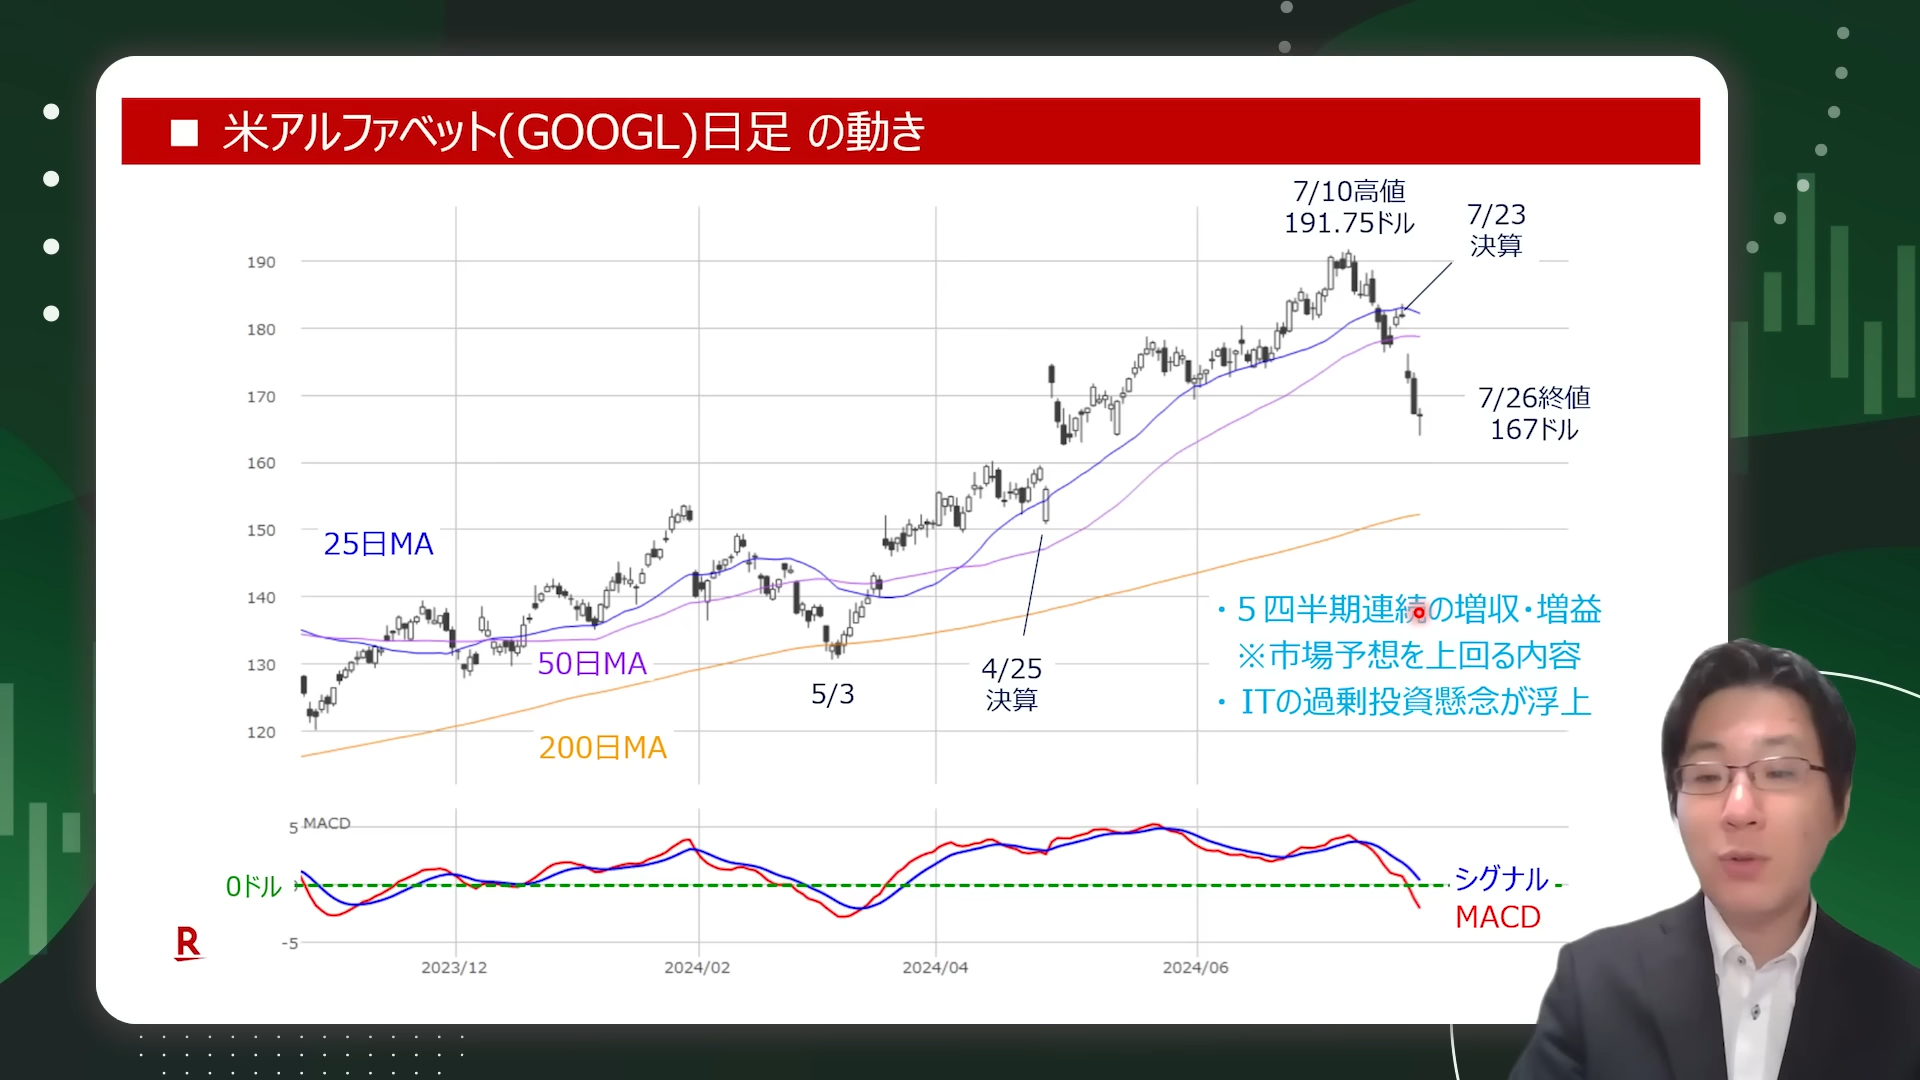 ■ 米アルファベット(GOOGL)日足 の動き
7/10高値
191.75ドル
7/23
決算
190
180
170
160
150
140
130
120
7/26終値
167ドル
25日MA
50日MA
200日MA
5/3
4/25
決算
・５四半期連続の増収・増益
※市場予想を上回る内容
・ITの過剰投資懸念が浮上
5
MACD
0ドル
-5
シグナル
MACD
R
2023/12
2024/02
2024/04
2024/06